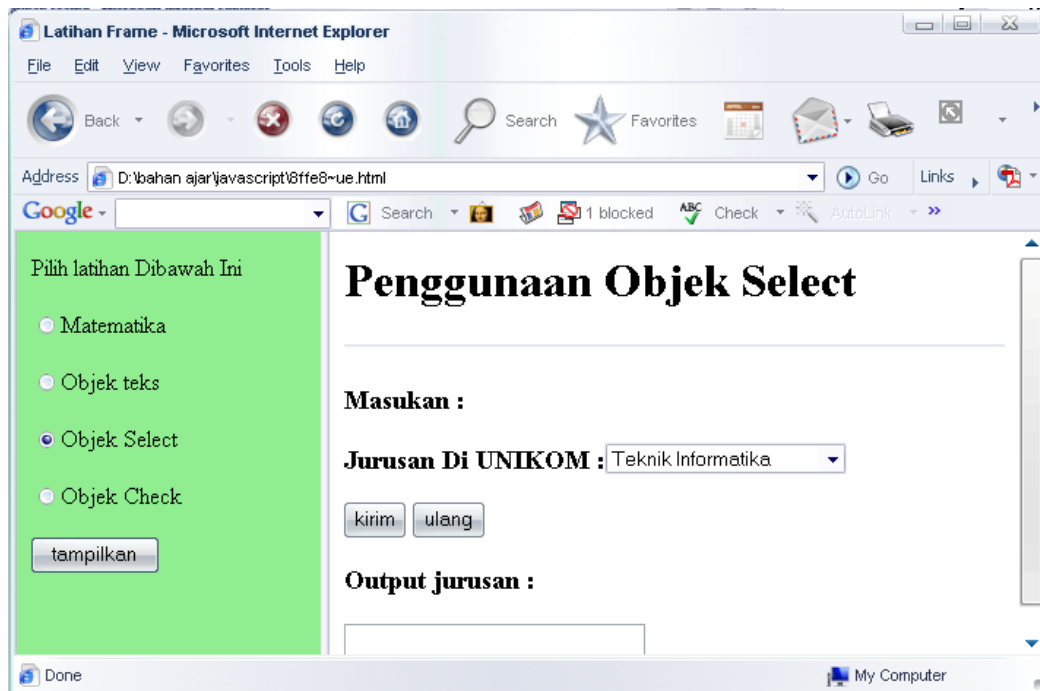 Latihan Frame - Microsoft Internet Explorer
File Edit View Favorites Tools Help
Back Search Favorites
Address D:\bahan ajar\javascript\8ffe8~ue.html Go Links
Google Search 1 blocked ABC Check AutoLink
Pilih latihan Dibawah Ini
Matematika
Objek teks
Objek Select
Objek Check
tampilkan
Penggunaan Objek Select
Masukan :
Jurusan Di UNIKOM : Teknik Informatika
kirim ulang
Output jurusan :
Done My Computer